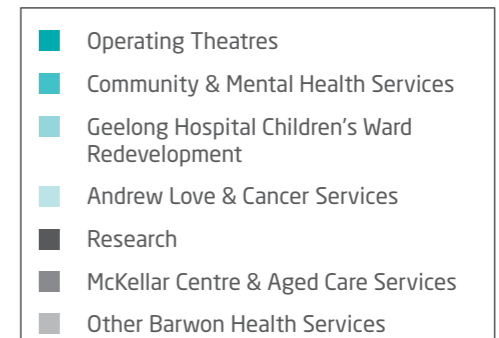 Operating Theatres
Community & Mental Health Services
Geelong Hospital Children's Ward
Redevelopment
Andrew Love & Cancer Services
Research
McKellar Centre & Aged Care Services
Other Barwon Health Services